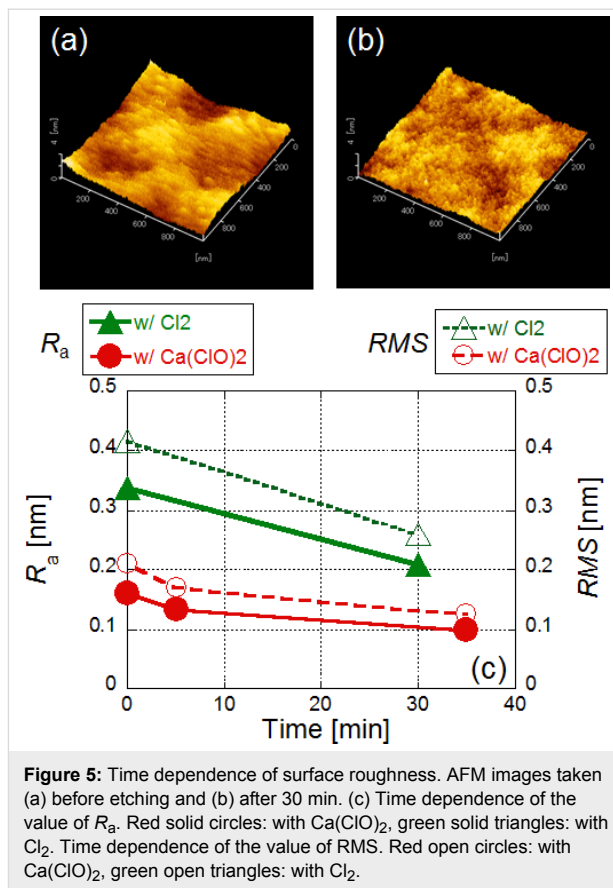 (a)
(b)
4 [nm]
0
200
400
600
800
[nm]
800
600
400
200
0
4 [nm]
0
200
400
600
800
[nm]
800
600
400
200
0
Ra
w/ Cl2
w/ Ca(ClO)2
RMS
w/ Cl2
w/ Ca(ClO)2
0.5
0.4
0.3
0.2
0.1
0
Ra [nm]
0.5
0.4
0.3
0.2
0.1
0
RMS [nm]
(c)
0 10 20 30 40
Time [min]
Figure 5: Time dependence of surface roughness. AFM images taken
(a) before etching and (b) after 30 min. (c) Time dependence of the
value of Ra. Red solid circles: with Ca(ClO)2, green solid triangles: with
Cl2. Time dependence of the value of RMS. Red open circles: with
Ca(ClO)2, green open triangles: with Cl2.